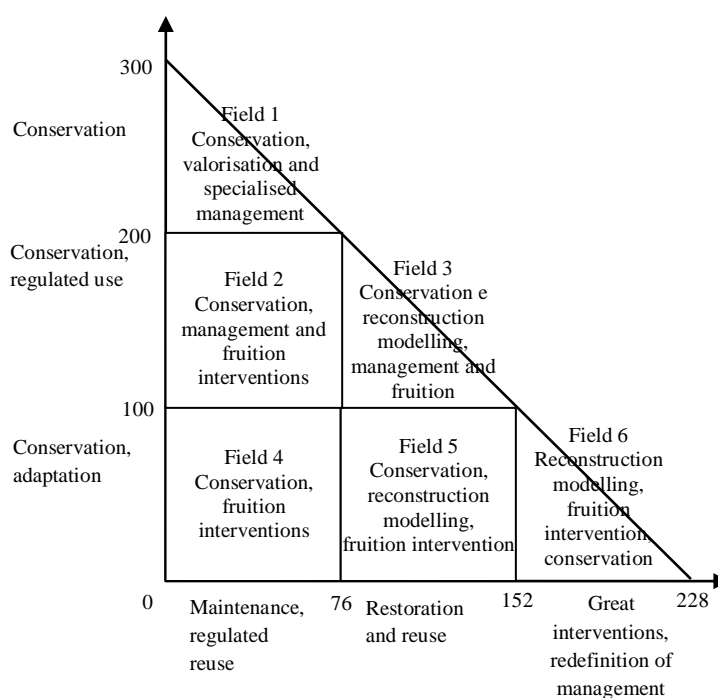 300
Conservation
Field 1
Conservation,
valorisation and
specialised
management
200
Conservation,
regulated use
Field 2
Conservation,
management and
fruition
interventions
Field 3
Conservation e
reconstruction
modelling,
management and
fruition
100
Conservation,
adaptation
Field 4
Conservation,
fruition
interventions
Field 5
Conservation,
reconstruction
modelling,
fruition intervention
Field 6
Reconstruction
modelling,
fruition
intervention,
conservation
0
76
152
228
Maintenance,
regulated
reuse
Restoration
and reuse
Great
interventions,
redefinition of
management